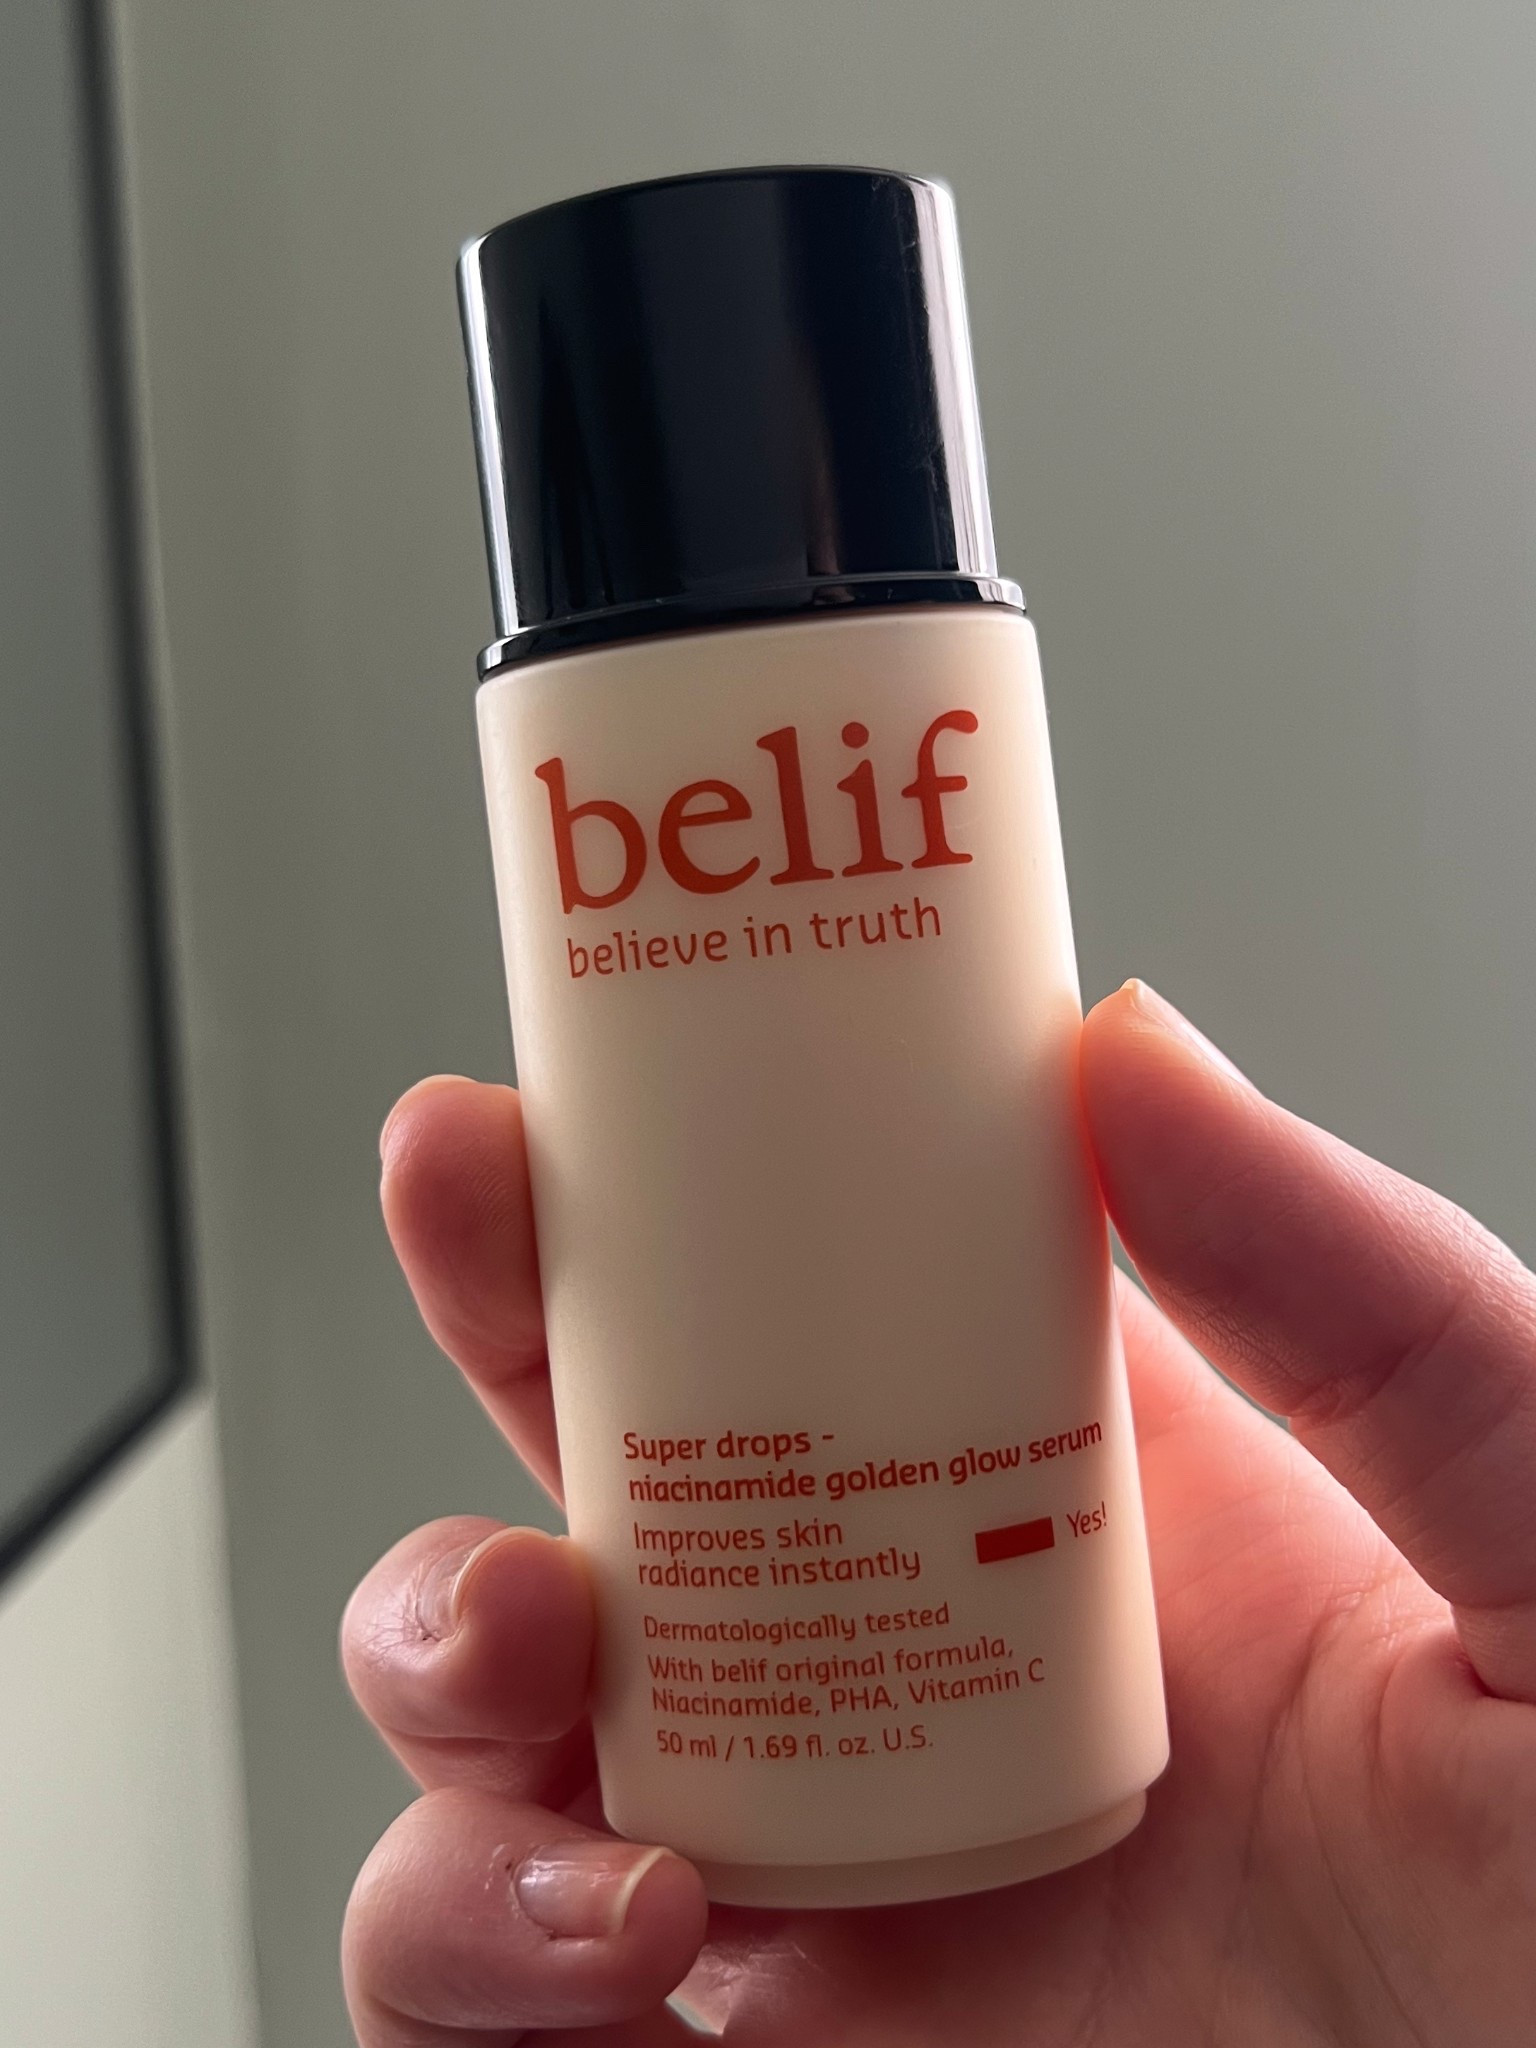 belif
believe in truth
Super drops -
niacinamide golden glow serum
Improves skin
radiance instantly
Yes!
Dermatologically tested
With belif original formula,
Niacinamide, PHA, Vitamin C
50 ml / 1.69 fl. oz. U.S.